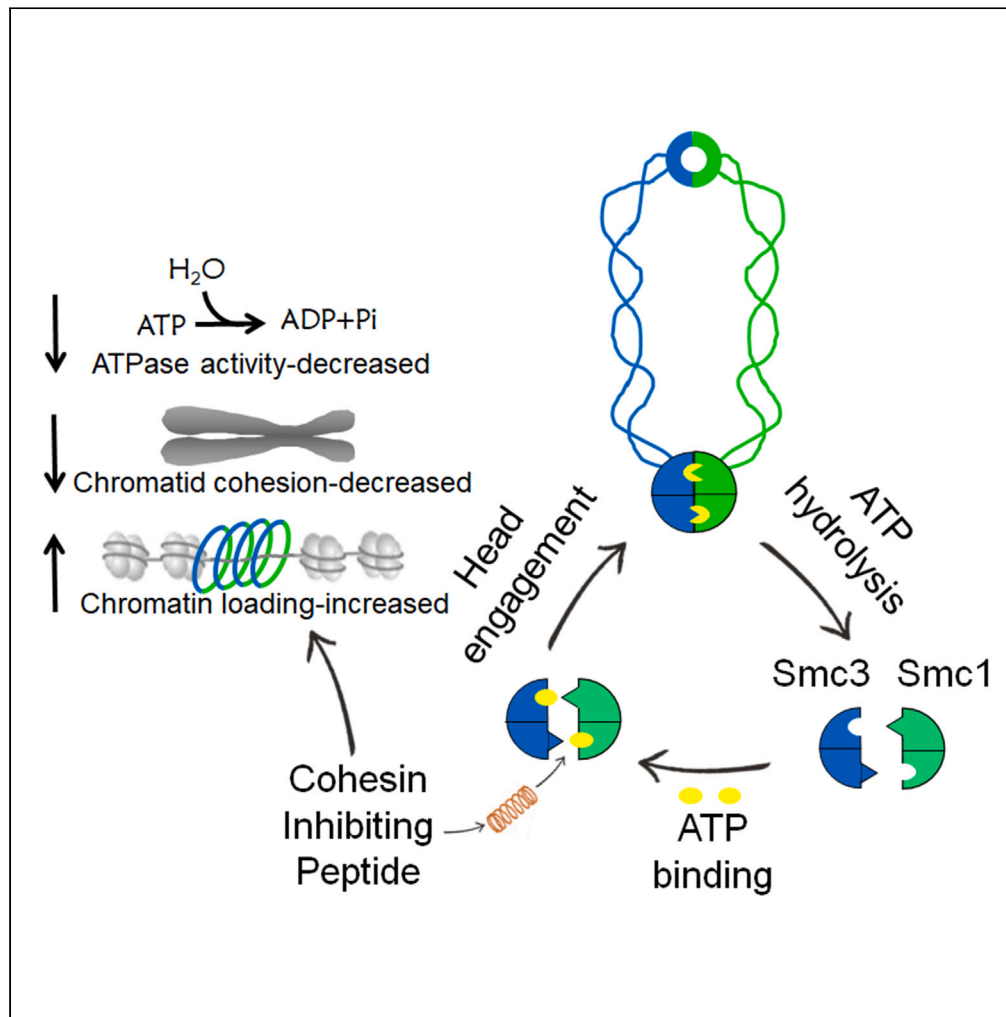 H₂O
ATP
ADP+Pi
ATPase activity-decreased
Chromatid cohesion-decreased
Chromatin loading-increased
Cohesin
Inhibiting
Peptide
Head
engagement
ATP
hydrolysis
Smc3
Smc1
ATP
binding